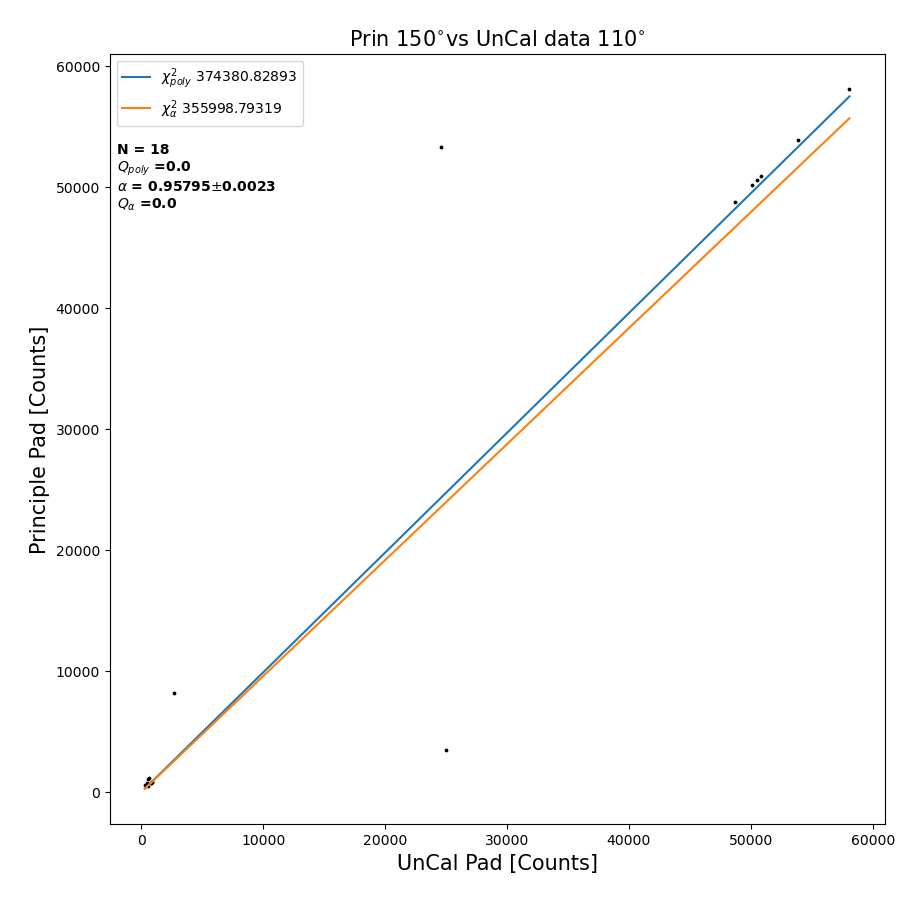 Prin 150°vs UnCal data 110°
χ²poly 374380.82893
χ²α 355998.79319
N = 18
Qpoly =0.0
α = 0.95795±0.0023
Qα =0.0
60000
50000
40000
30000
20000
10000
0
Principle Pad [Counts]
0 10000 20000 30000 40000 50000 60000
UnCal Pad [Counts]